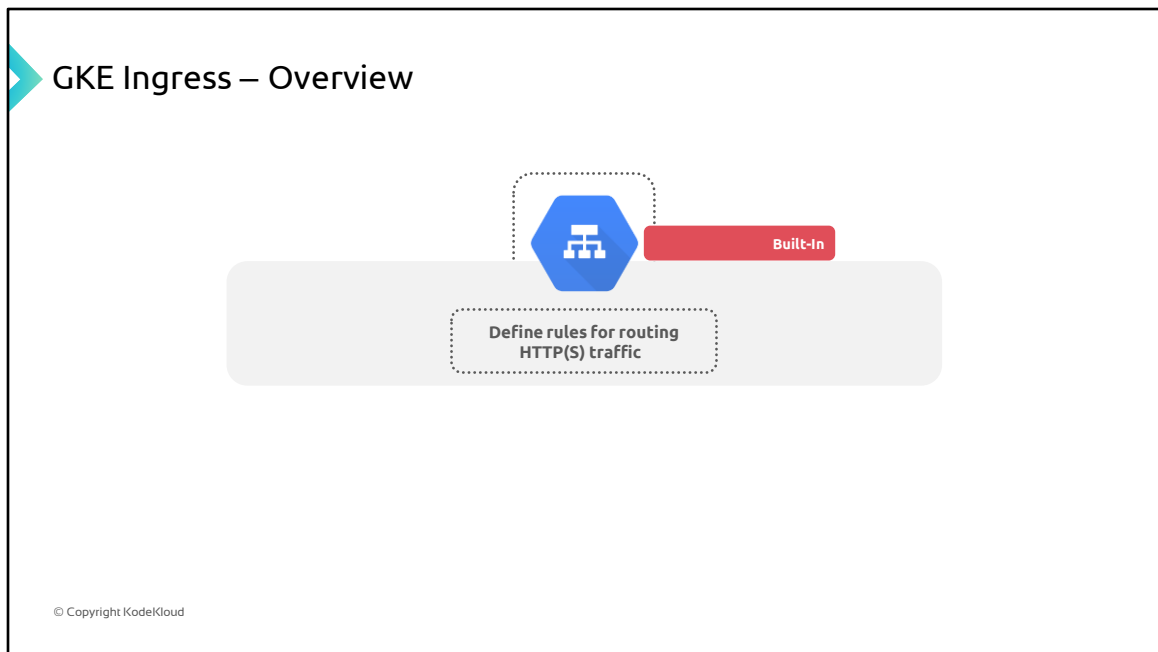 GKE Ingress – Overview
Built-In
Define rules for routing
HTTP(S) traffic
© Copyright KodeKloud